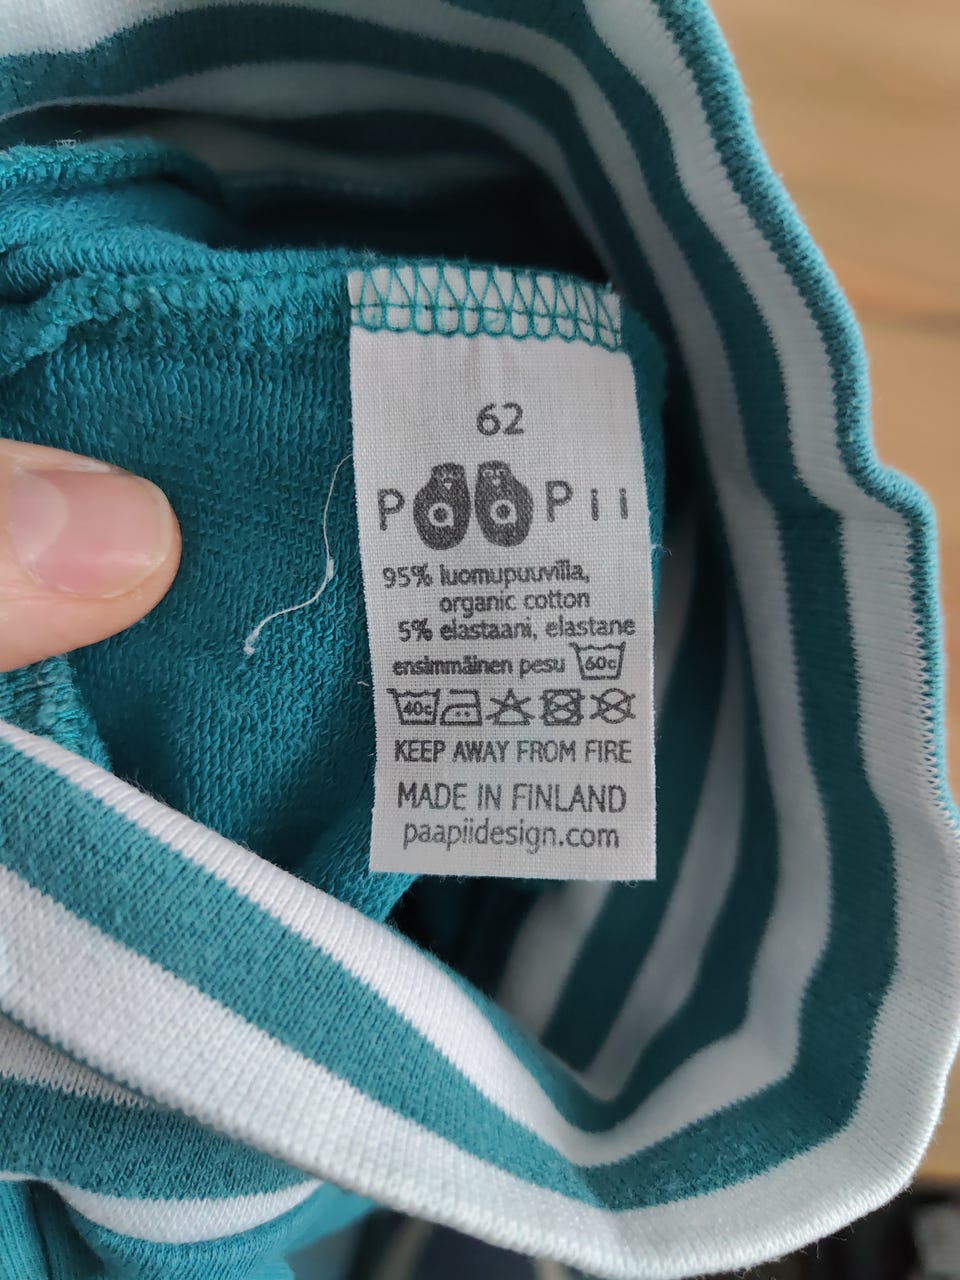 62
Paapii
95% luomupuuvilla,
organic cotton
5% elastaani, elastane
ensimmäinen pesu 60c
40c
KEEP AWAY FROM FIRE
MADE IN FINLAND
paapiidesign.com